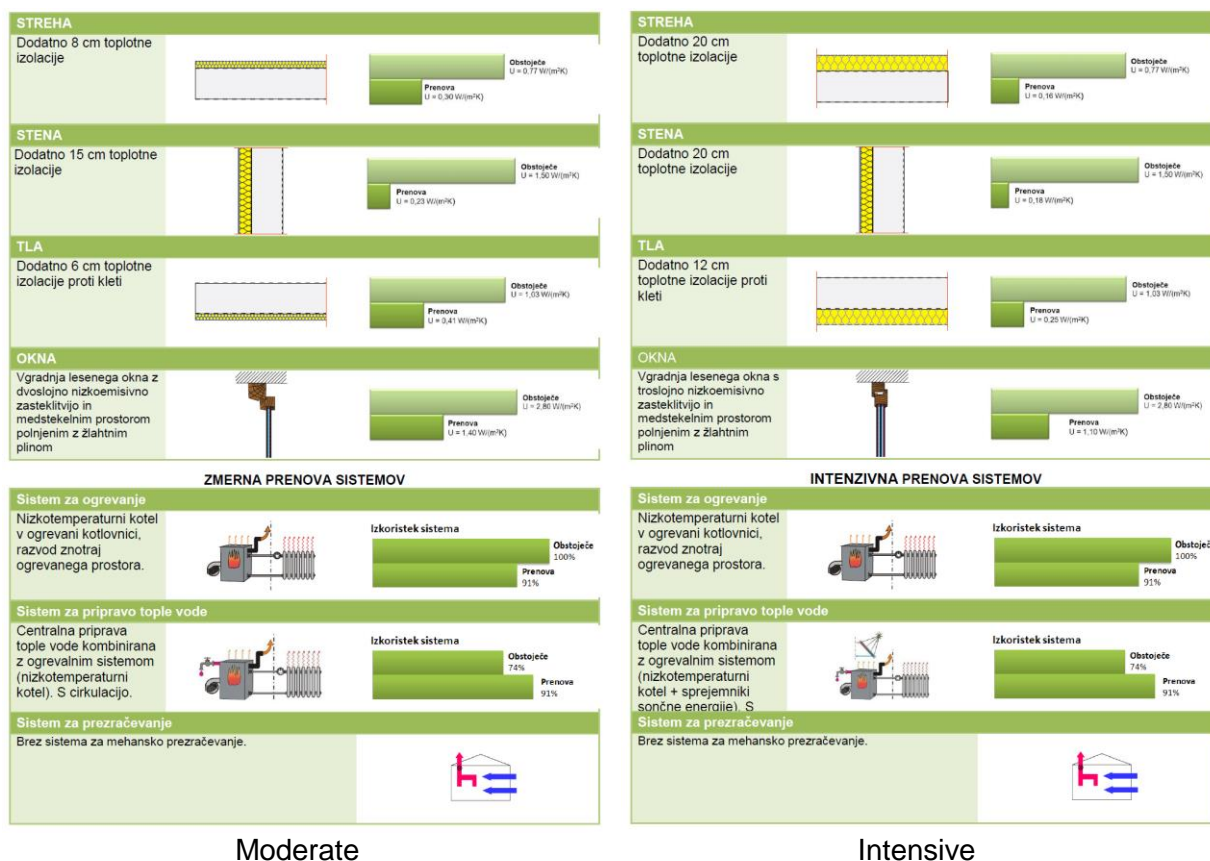 STREHA
Dodatno 8 cm toplotne
izolacije
Obstoječe
U = 0,77 W/(m²K)
Prenova
U = 0,30 W/(m²K)
STENA
Dodatno 15 cm toplotne
izolacije
Obstoječe
U = 1,50 W/(m²K)
Prenova
U = 0,23 W/(m²K)
TLA
Dodatno 6 cm toplotne
izolacije proti kleti
Obstoječe
U = 1,03 W/(m²K)
Prenova
U = 0,41 W/(m²K)
OKNA
Vgradnja lesenega okna z
dvoslojno nizkoemisivno
zasteklitvijo in
medstekelnim prostorom
polnjenim z žlahtnim
plinom
Obstoječe
U = 2,80 W/(m²K)
Prenova
U = 1,40 W/(m²K)
ZMERNA PRENOVA SISTEMOV
Sistem za ogrevanje
Nizkotemperaturni kotel
v ogrevani kotlovnici,
razvod znotraj
ogrevanega prostora.
Izkoristek sistema
Obstoječe
100%
Prenova
91%
Sistem za pripravo tople vode
Centralna priprava
tople vode kombinirana
z ogrevalnim sistemom
(nizkotemperaturni
kotel). S cirkulacijo.
Izkoristek sistema
Obstoječe
74%
Prenova
91%
Sistem za prezračevanje
Brez sistema za mehansko prezračevanje.
Moderate
STREHA
Dodatno 20 cm
toplotne izolacije
Obstoječe
U = 0,77 W/(m²K)
Prenova
U = 0,16 W/(m²K)
STENA
Dodatno 20 cm
toplotne izolacije
Obstoječe
U = 1,50 W/(m²K)
Prenova
U = 0,18 W/(m²K)
TLA
Dodatno 12 cm
toplotne izolacije proti
kleti
Obstoječe
U = 1,03 W/(m²K)
Prenova
U = 0,25 W/(m²K)
OKNA
Vgradnja lesenega okna s
troslojno nizkoemisivno
zasteklitvijo in
medstekelnim prostorom
polnjenim z žlahtnim
plinom
Obstoječe
U = 2,80 W/(m²K)
Prenova
U = 1,10 W/(m²K)
INTENZIVNA PRENOVA SISTEMOV
Sistem za ogrevanje
Nizkotemperaturni kotel
v ogrevani kotlovnici,
razvod znotraj
ogrevanega prostora.
Izkoristek sistema
Obstoječe
100%
Prenova
91%
Sistem za pripravo tople vode
Centralna priprava
tople vode kombinirana
z ogrevalnim sistemom
(nizkotemperaturni
kotel + sprejemniki
sončne energije). S
Izkoristek sistema
Obstoječe
74%
Prenova
91%
Sistem za prezračevanje
Brez sistema za mehansko prezračevanje.
Intensive